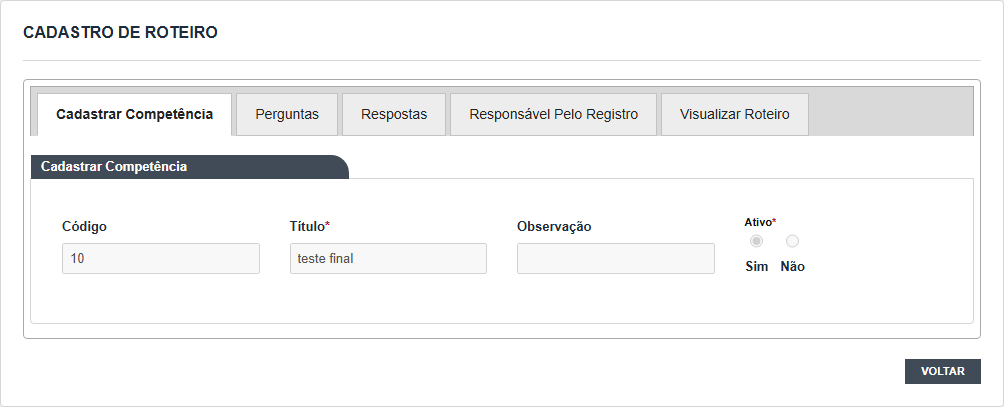 CADASTRO DE ROTEIRO
Cadastrar Competência Perguntas Respostas Responsável Pelo Registro Visualizar Roteiro
Cadastrar Competência
Código Título* Observação Ativo*
10 teste final
Sim Não
VOLTAR